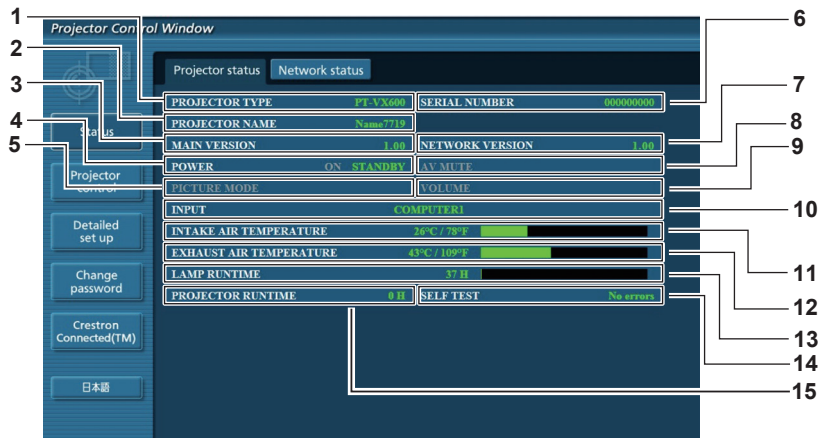 Projector Control Window
Projector status Network status
PROJECTOR TYPE PT-VX600 SERIAL NUMBER 000000000
PROJECTOR NAME Name7719
MAIN VERSION 1.00 NETWORK VERSION 1.00
POWER ON STANDBY AV MUTE
PICTURE MODE VOLUME
INPUT COMPUTER1
INTAKE AIR TEMPERATURE 26°C / 78°F
EXHAUST AIR TEMPERATURE 43°C / 109°F
LAMP RUNTIME 37 H
PROJECTOR RUNTIME 0 H SELF TEST No errors
Status
Projector
control
Detailed
set up
Change
password
Crestron
Connected(TM)
日本語
1
2
3
4
5
6
7
8
9
10
11
12
13
14
15